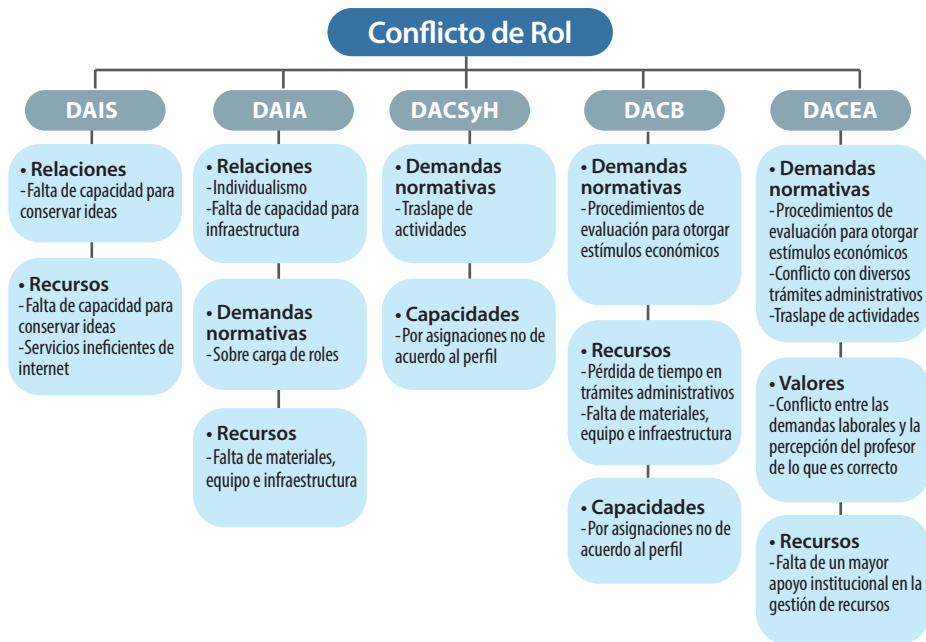 Conflicto de Rol
DAIS
• Relaciones
-Falta de capacidad para
conservar ideas
• Recursos
-Falta de capacidad para
conservar ideas
-Servicios ineficientes de
internet
DAIA
• Relaciones
-Individualismo
-Falta de capacidad para
infraestructura
• Demandas
normativas
-Sobre carga de roles
• Recursos
-Falta de materiales,
equipo e infraestructura
DACSyH
• Demandas
normativas
-Traslape de
actividades
• Capacidades
-Por asignaciones no de
acuerdo al perfil
DACB
• Demandas
normativas
-Procedimientos de
evaluación para otorgar
estímulos económicos
• Recursos
-Pérdida de tiempo en
trámites administrativos
-Falta de materiales,
equipo e infraestructura
• Capacidades
-Por asignaciones no de
acuerdo al perfil
DACEA
• Demandas
normativas
-Procedimientos de
evaluación para otorgar
estímulos económicos
-Conflicto con diversos
trámites administrativos
-Traslape de actividades
• Valores
-Conflicto entre las
demandas laborales y la
percepción del profesor
de lo que es correcto
• Recursos
-Falta de un mayor
apoyo institucional en la
gestión de recursos